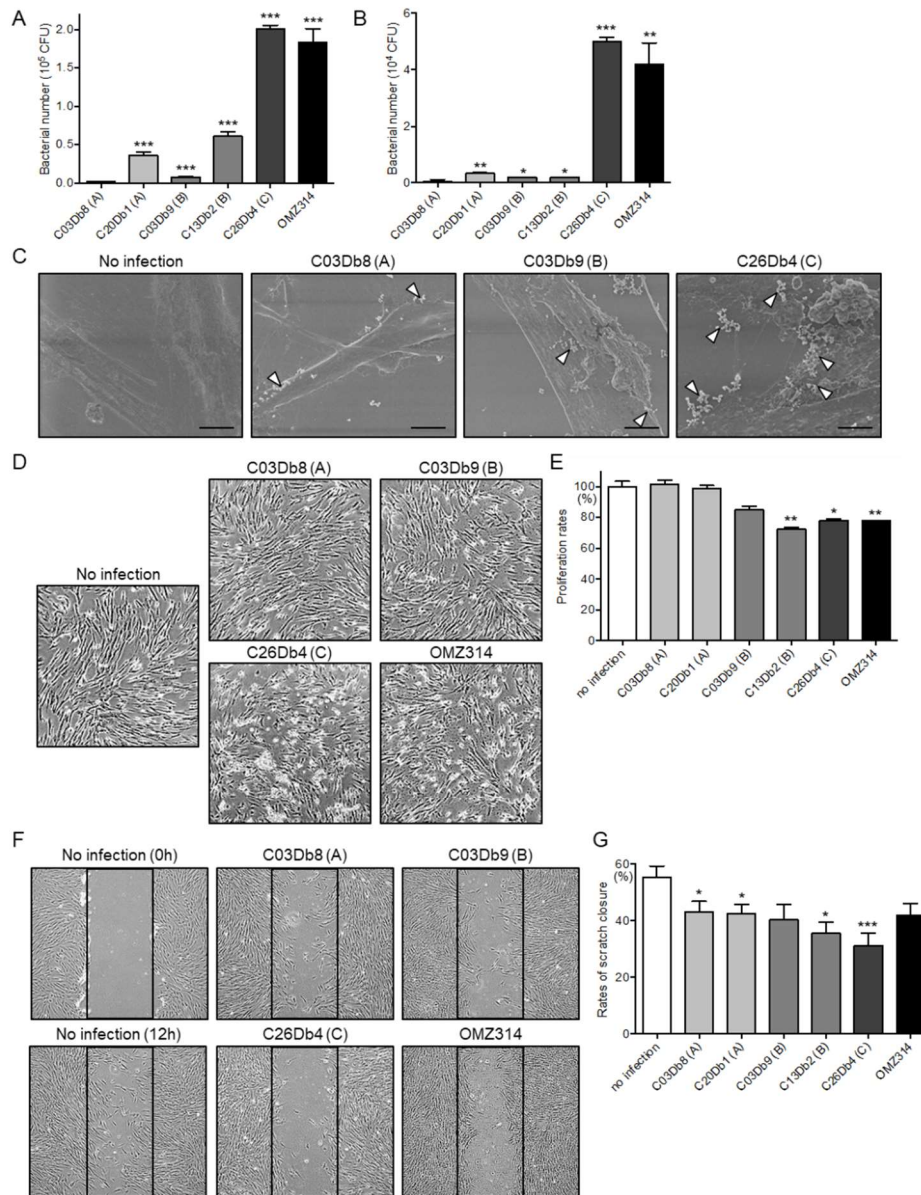 A
Bacterial number (10⁶ CFU)
2.0
1.5
1.0
0.5
0.0
***
***
***
***
***
C03Db8 (A)
C20Db1 (A)
C03Db9 (B)
C13Db2 (B)
C26Db4 (C)
OMZ314
B
Bacterial number (10⁴ CFU)
6
4
2
0
**
*
*
***
**
C03Db8 (A)
C20Db1 (A)
C03Db9 (B)
C13Db2 (B)
C26Db4 (C)
OMZ314
C
No infection
C03Db8 (A)
C03Db9 (B)
C26Db4 (C)
D
No infection
C03Db8 (A)
C03Db9 (B)
C26Db4 (C)
OMZ314
E
Proliferation rates
100
(%)
80
60
40
20
0
**
*
**
no infection
C03Db8 (A)
C20Db1 (A)
C03Db9 (B)
C13Db2 (B)
C26Db4 (C)
OMZ314
F
No infection (0h)
C03Db8 (A)
C03Db9 (B)
No infection (12h)
C26Db4 (C)
OMZ314
G
Rates of scratch closure
60
(%)
40
20
0
*
*
*
***
no infection
C03Db8 (A)
C20Db1 (A)
C03Db9 (B)
C13Db2 (B)
C26Db4 (C)
OMZ314